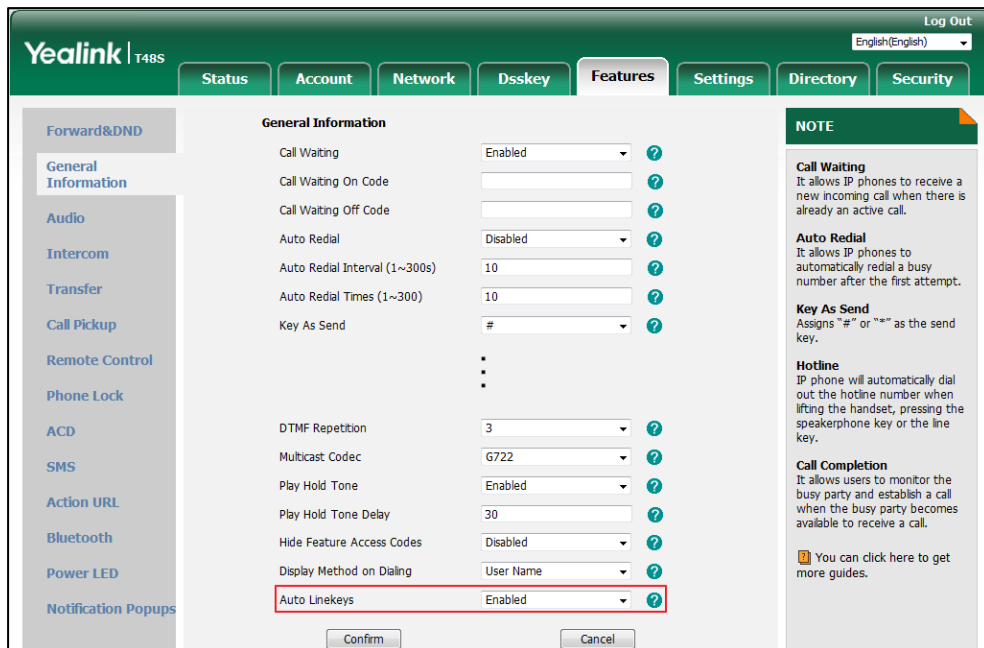 Log Out
Yealink | T48S
English(English)
Status Account Network Dsskey Features Settings Directory Security
Forward&DND
General
Information
Audio
Intercom
Transfer
Call Pickup
Remote Control
Phone Lock
ACD
SMS
Action URL
Bluetooth
Power LED
Notification Popups
General Information
Call Waiting Enabled ?
Call Waiting On Code ?
Call Waiting Off Code ?
Auto Redial Disabled ?
Auto Redial Interval (1~300s) 10 ?
Auto Redial Times (1~300) 10 ?
Key As Send # ?
DTMF Repetition 3 ?
Multicast Codec G722 ?
Play Hold Tone Enabled ?
Play Hold Tone Delay 30 ?
Hide Feature Access Codes Disabled ?
Display Method on Dialing User Name ?
Auto Linekeys Enabled ?
Confirm Cancel
NOTE
Call Waiting
It allows IP phones to receive a
new incoming call when there is
already an active call.
Auto Redial
It allows IP phones to
automatically redial a busy
number after the first attempt.
Key As Send
Assigns "#" or "*" as the send
key.
Hotline
IP phone will automatically dial
out the hotline number when
lifting the handset, pressing the
speakerphone key or the line
key.
Call Completion
It allows users to monitor the
busy party and establish a call
when the busy party becomes
available to receive a call.
? You can click here to get
more guides.